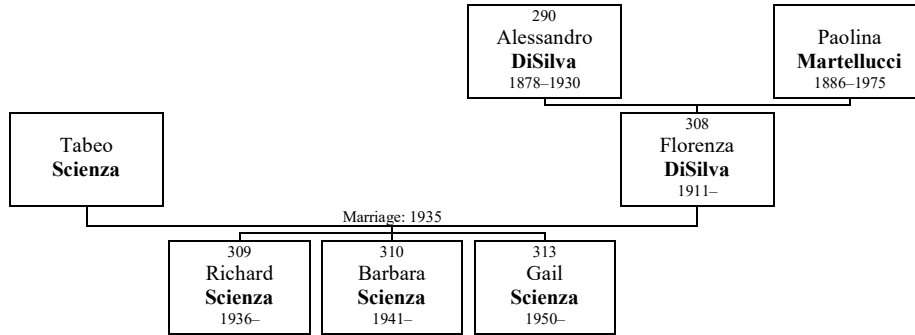 290
Alessandro
DiSilva
1878–1930
Paolina
Martellucci
1886–1975
Tabeo
Scienza
308
Florenza
DiSilva
1911–
Marriage: 1935
309
Richard
Scienza
1936–
310
Barbara
Scienza
1941–
313
Gail
Scienza
1950–